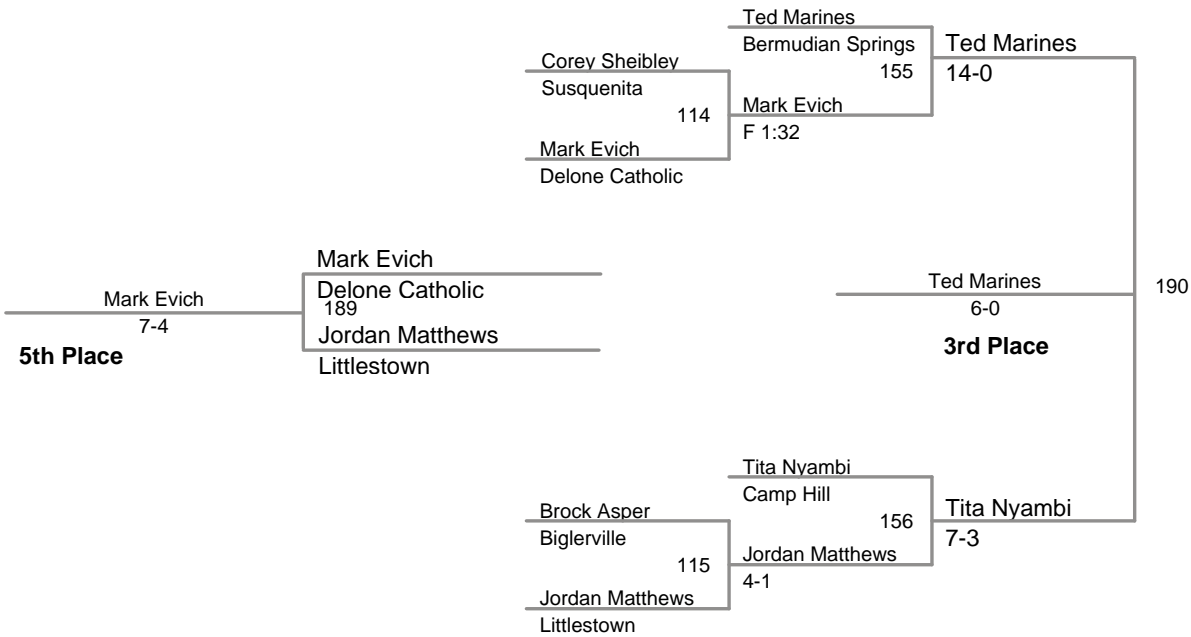 Ted Marines
Bermudian Springs
155
Ted Marines
14-0
Corey Sheibley
Susquenita
114
Mark Evich
F 1:32
Mark Evich
Delone Catholic
Mark Evich
Delone Catholic
189
Jordan Matthews
Littlestown
Mark Evich
7-4
5th Place
Ted Marines
6-0
3rd Place
190
Tita Nyambi
Camp Hill
156
Tita Nyambi
7-3
Brock Asper
Biglerville
115
Jordan Matthews
4-1
Jordan Matthews
Littlestown